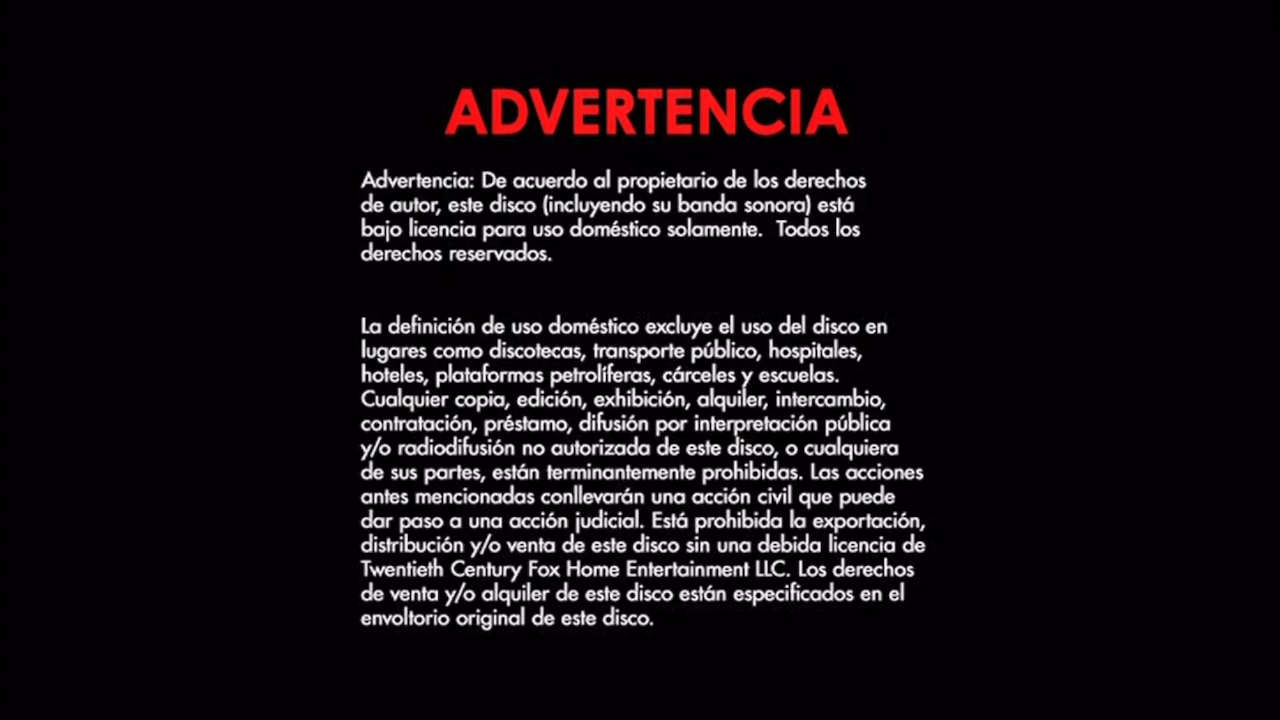 ADVERTENCIA
Advertencia: De acuerdo al propietario de los derechos
de autor, este disco (incluyendo su banda sonora) está
bajo licencia para uso doméstico solamente.  Todos los
derechos reservados.
La definición de uso doméstico excluye el uso del disco en
lugares como discotecas, transporte público, hospitales,
hoteles, plataformas petrolíferas, cárceles y escuelas.
Cualquier copia, edición, exhibición, alquiler, intercambio,
contratación, préstamo, difusión por interpretación pública
y/o radiodifusión no autorizada de este disco, o cualquiera
de sus partes, están terminantemente prohibidas. Las acciones
antes mencionadas conllevarán una acción civil que puede
dar paso a una acción judicial. Está prohibida la exportación,
distribución y/o venta de este disco sin una debida licencia de
Twentieth Century Fox Home Entertainment LLC. Los derechos
de venta y/o alquiler de este disco están especificados en el
envoltorio original de este disco.